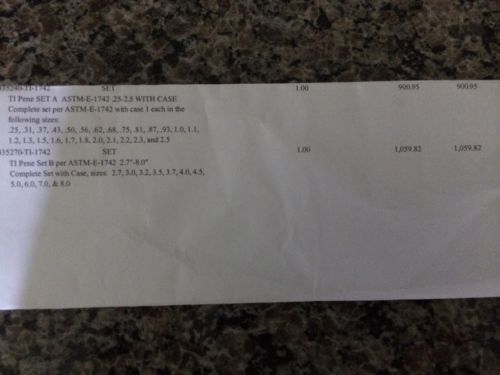 35240-TI-1742 SET 1.00 900.95 900.95
TI Pene SET A ASTM-E-1742 .25-2.5 WITH CASE
Complete set per ASTM-E-1742 with case 1 each in the
following sizes:
.25, .31, .37, .43, .50, .56, .62, .68, .75, .81, .87, .93, 1.0, 1.1,
1.2, 1.3, 1.5, 1.6, 1.7, 1.8, 2.0, 2.1, 2.2, 2.3, and 2.5
35270-TI-1742 SET 1.00 1,059.82 1,059.82
TI Pene Set B per ASTM-E-1742 2.7"-8.0"
Complete Set with Case, sizes: 2.7, 3.0, 3.2, 3.5, 3.7, 4.0, 4.5,
5.0, 6.0, 7.0, & 8.0